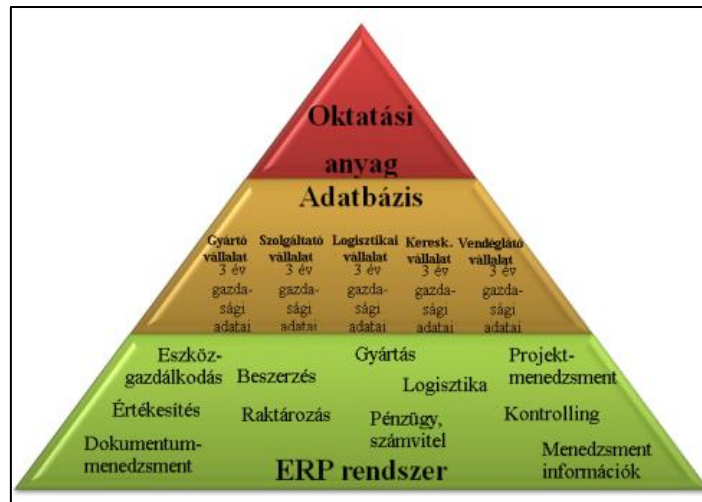 Oktatási
anyag
Adatbázis
Gyártó Szolgáltató Logisztikai Keresk. Vendéglátó
vállalat vállalat vállalat vállalat vállalat
3 év 3 év 3 év 3 év 3 év
gazda- gazda- gazda- gazda- gazda-
sági sági sági sági sági
adatai adatai adatai adatai adatai
Eszköz-
gazdálkodás
Beszerzés
Gyártás
Logisztika
Projekt-
menedzsment
Értékesítés
Raktározás
Pénzügy,
számvitel
Kontrolling
Dokumentum-
menedzsment
ERP rendszer
Menedzsment
információk